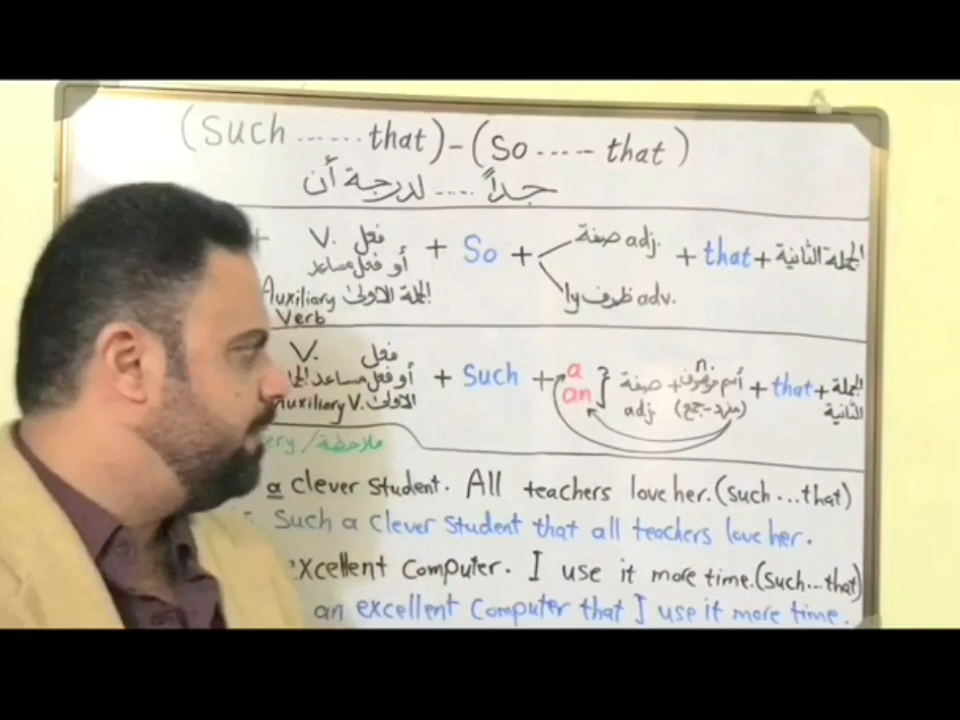 (Such ...... that) - (So ..... that)
جداً ..... لدرجة أن
+ V. فعل + So + صفة adj. + that + الجملة الثانية
أو فعل مساعد
ly ظرف adv.
Auxiliary الجملة الاولى
Verb
V. فعل
أو فعل مساعد + Such + a an } صفة adj. + أسم موصوف n. (مفرد-جمع) + that + الجملة الثانية
Auxiliary V. الاولى
ملاحظة /
a clever student. All teachers love her. (such...that)
Such a clever student that all teachers love her.
xcellent computer. I use it more time. (such...that)
an excellent computer that I use it more time.